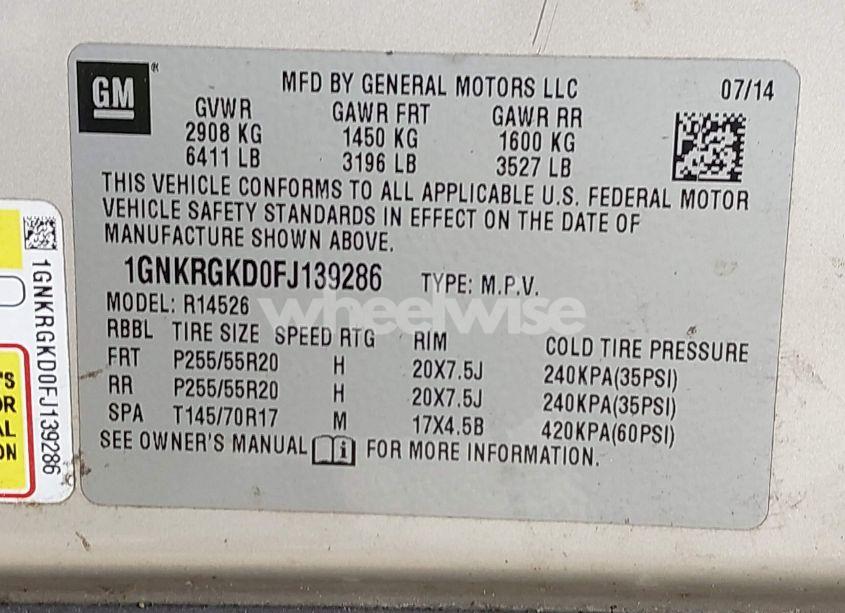 GM
MFD BY GENERAL MOTORS LLC 07/14
GVWR GAWR FRT GAWR RR
2908 KG 1450 KG 1600 KG
6411 LB 3196 LB 3527 LB
THIS VEHICLE CONFORMS TO ALL APPLICABLE U.S. FEDERAL MOTOR
VEHICLE SAFETY STANDARDS IN EFFECT ON THE DATE OF
MANUFACTURE SHOWN ABOVE.
1GNKRGKD0FJ139286 TYPE: M.P.V.
MODEL: R14526
wheelwise
RBBL TIRE SIZE SPEED RTG RIM COLD TIRE PRESSURE
FRT P255/55R20 H 20X7.5J 240KPA(35PSI)
RR P255/55R20 H 20X7.5J 240KPA(35PSI)
SPA T145/70R17 M 17X4.5B 420KPA(60PSI)
SEE OWNER'S MANUAL i FOR MORE INFORMATION.
1GNKRGKD0FJ139286
'S
OR
AL
ON